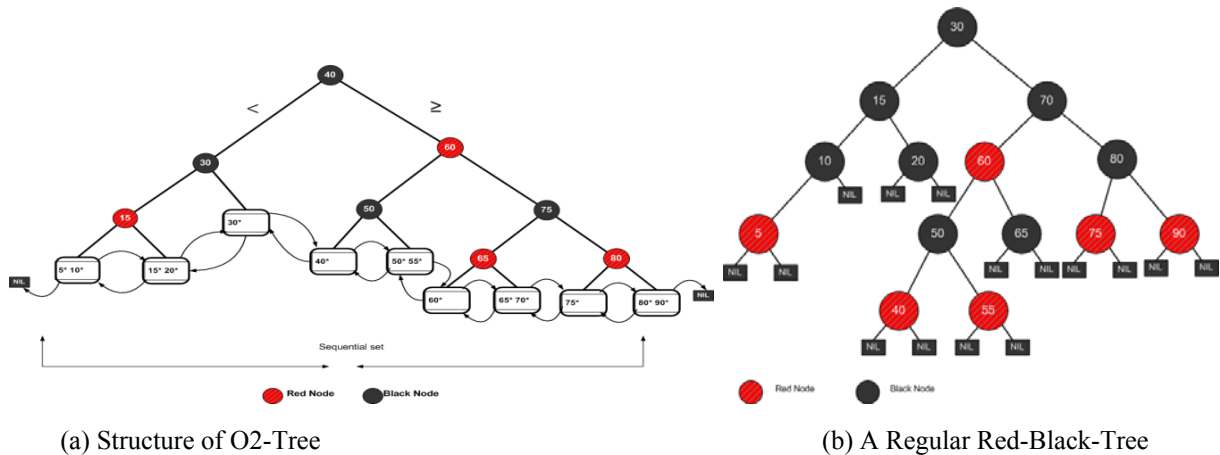 40
<
≥
60
30
50
75
15
30*
65
80
5* 10*
15* 20*
40*
50* 55*
60*
65* 70*
75*
80* 90*
NIL
NIL
Sequential set
Red Node
Black Node
(a) Structure of O2-Tree
30
15
70
10
20
60
80
NIL
NIL
NIL
5
50
65
75
90
NIL
NIL
NIL
NIL
NIL
NIL
NIL
NIL
40
55
NIL
NIL
NIL
NIL
Red Node
Black Node
(b) A Regular Red-Black-Tree